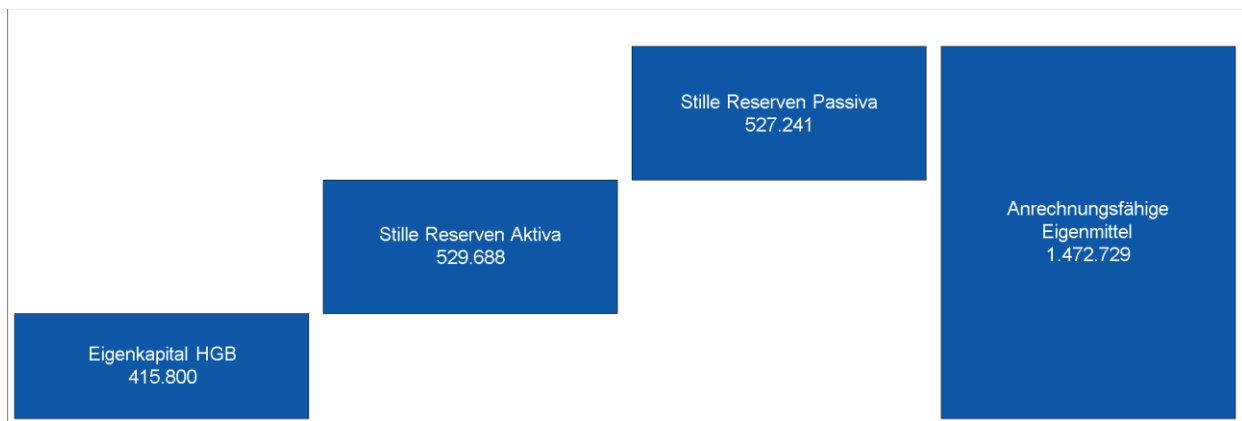 Stille Reserven Passiva
527.241
Stille Reserven Aktiva
529.688
Anrechnungsfähige
Eigenmittel
1.472.729
Eigenkapital HGB
415.800